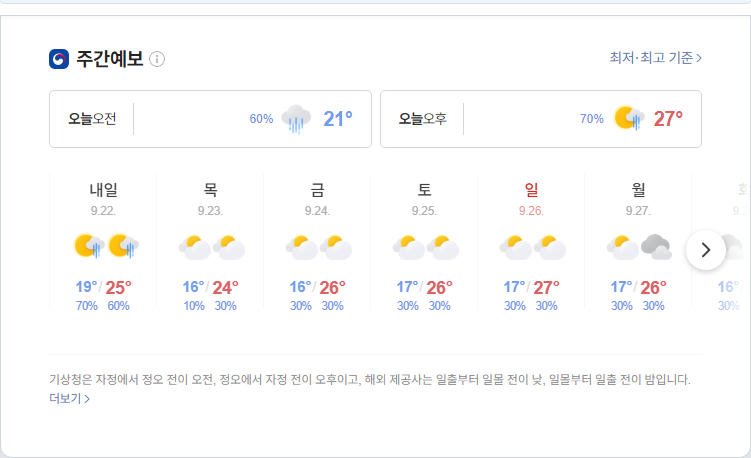 주간예보
최저·최고 기준 >
오늘오전 60% 21°
오늘오후 70% 27°
내일 목 금 토 일 월 화
9.22. 9.23. 9.24. 9.25. 9.26. 9.27.
19°/25° 16°/24° 16°/26° 17°/26° 17°/27° 17°/26° 16°
70% 60% 10% 30% 30% 30% 30% 30% 30% 30% 30% 30% 30%
기상청은 자정에서 정오 전이 오전, 정오에서 자정 전이 오후이고, 해외 제공사는 일출부터 일몰 전이 낮, 일몰부터 일출 전이 밤입니다.
더보기 >